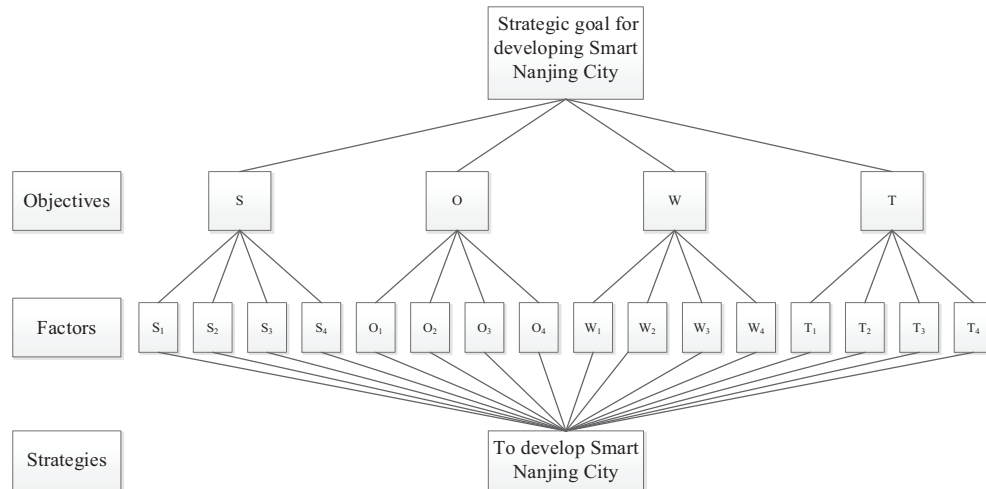 Strategic goal for
developing Smart
Nanjing City
Objectives
S
O
W
T
Factors
S₁
S₂
S₃
S₄
O₁
O₂
O₃
O₄
W₁
W₂
W₃
W₄
T₁
T₂
T₃
T₄
Strategies
To develop Smart
Nanjing City